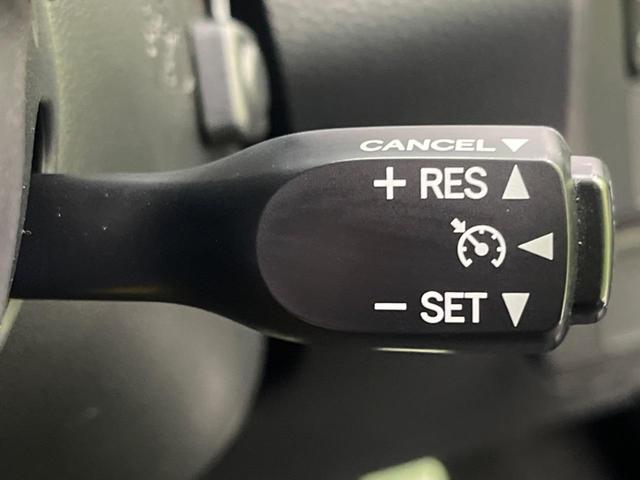 CANCEL ▼
+ RES ▲
◀
− SET ▼